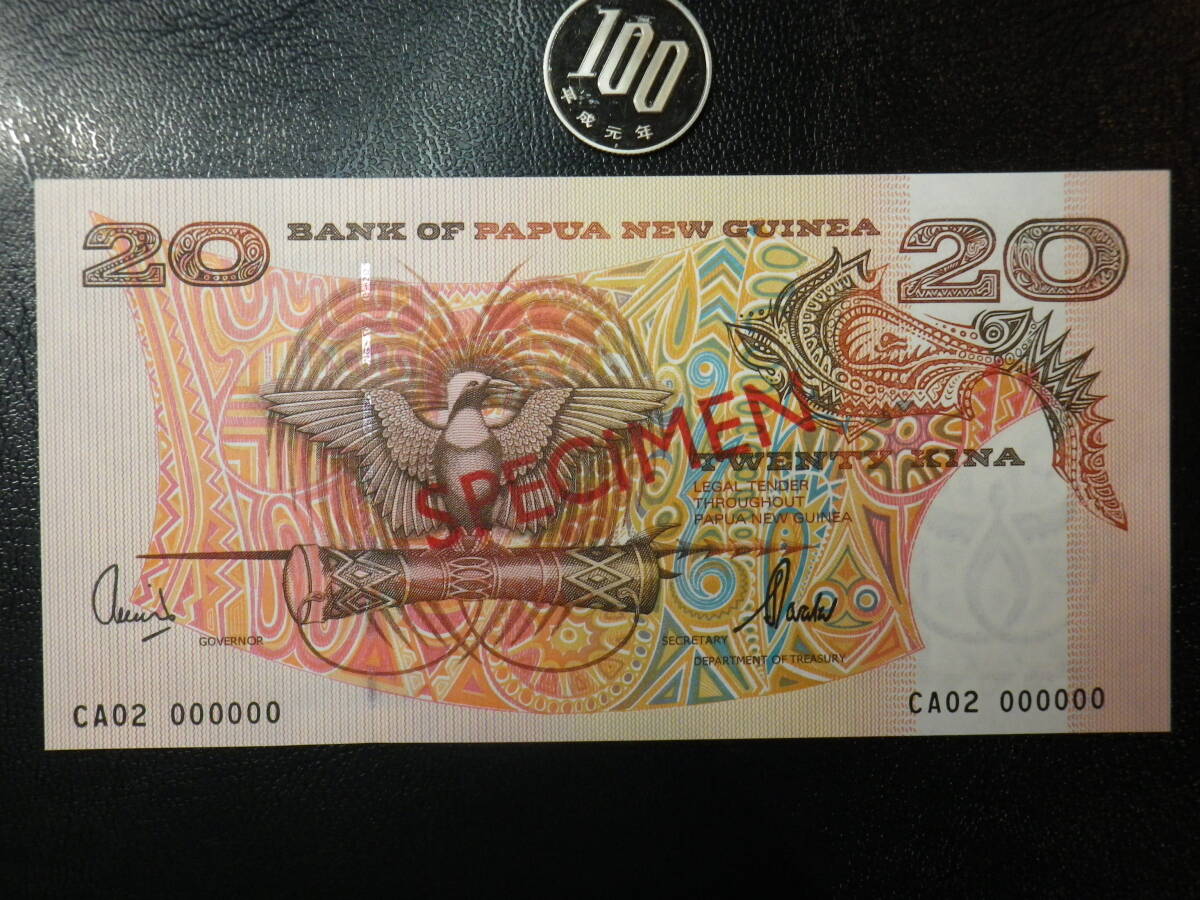 100
平成元年
20
BANK OF PAPUA NEW GUINEA
20
SPECIMEN
TWENTY KINA
LEGAL TENDER
THROUGHOUT
PAPUA NEW GUINEA
GOVERNOR
SECRETARY
DEPARTMENT OF TREASURY
CA02 000000
CA02 000000